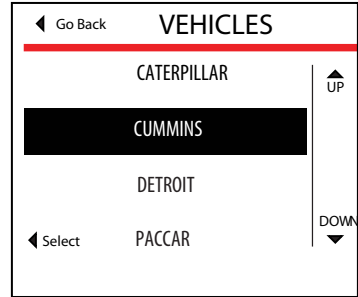 Go Back VEHICLES
CATERPILLAR
UP
CUMMINS
DETROIT
DOWN
Select PACCAR